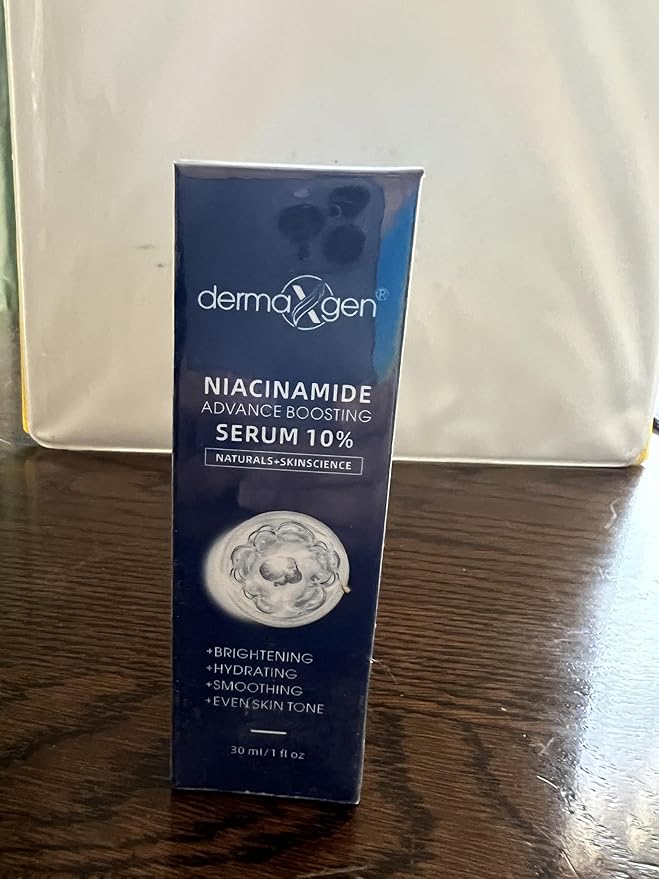 dermaXgen®
NIACINAMIDE
ADVANCE BOOSTING
SERUM 10%
NATURALS+SKINSCIENCE
+BRIGHTENING
+HYDRATING
+SMOOTHING
+EVEN SKIN TONE
30 ml/1 fl oz